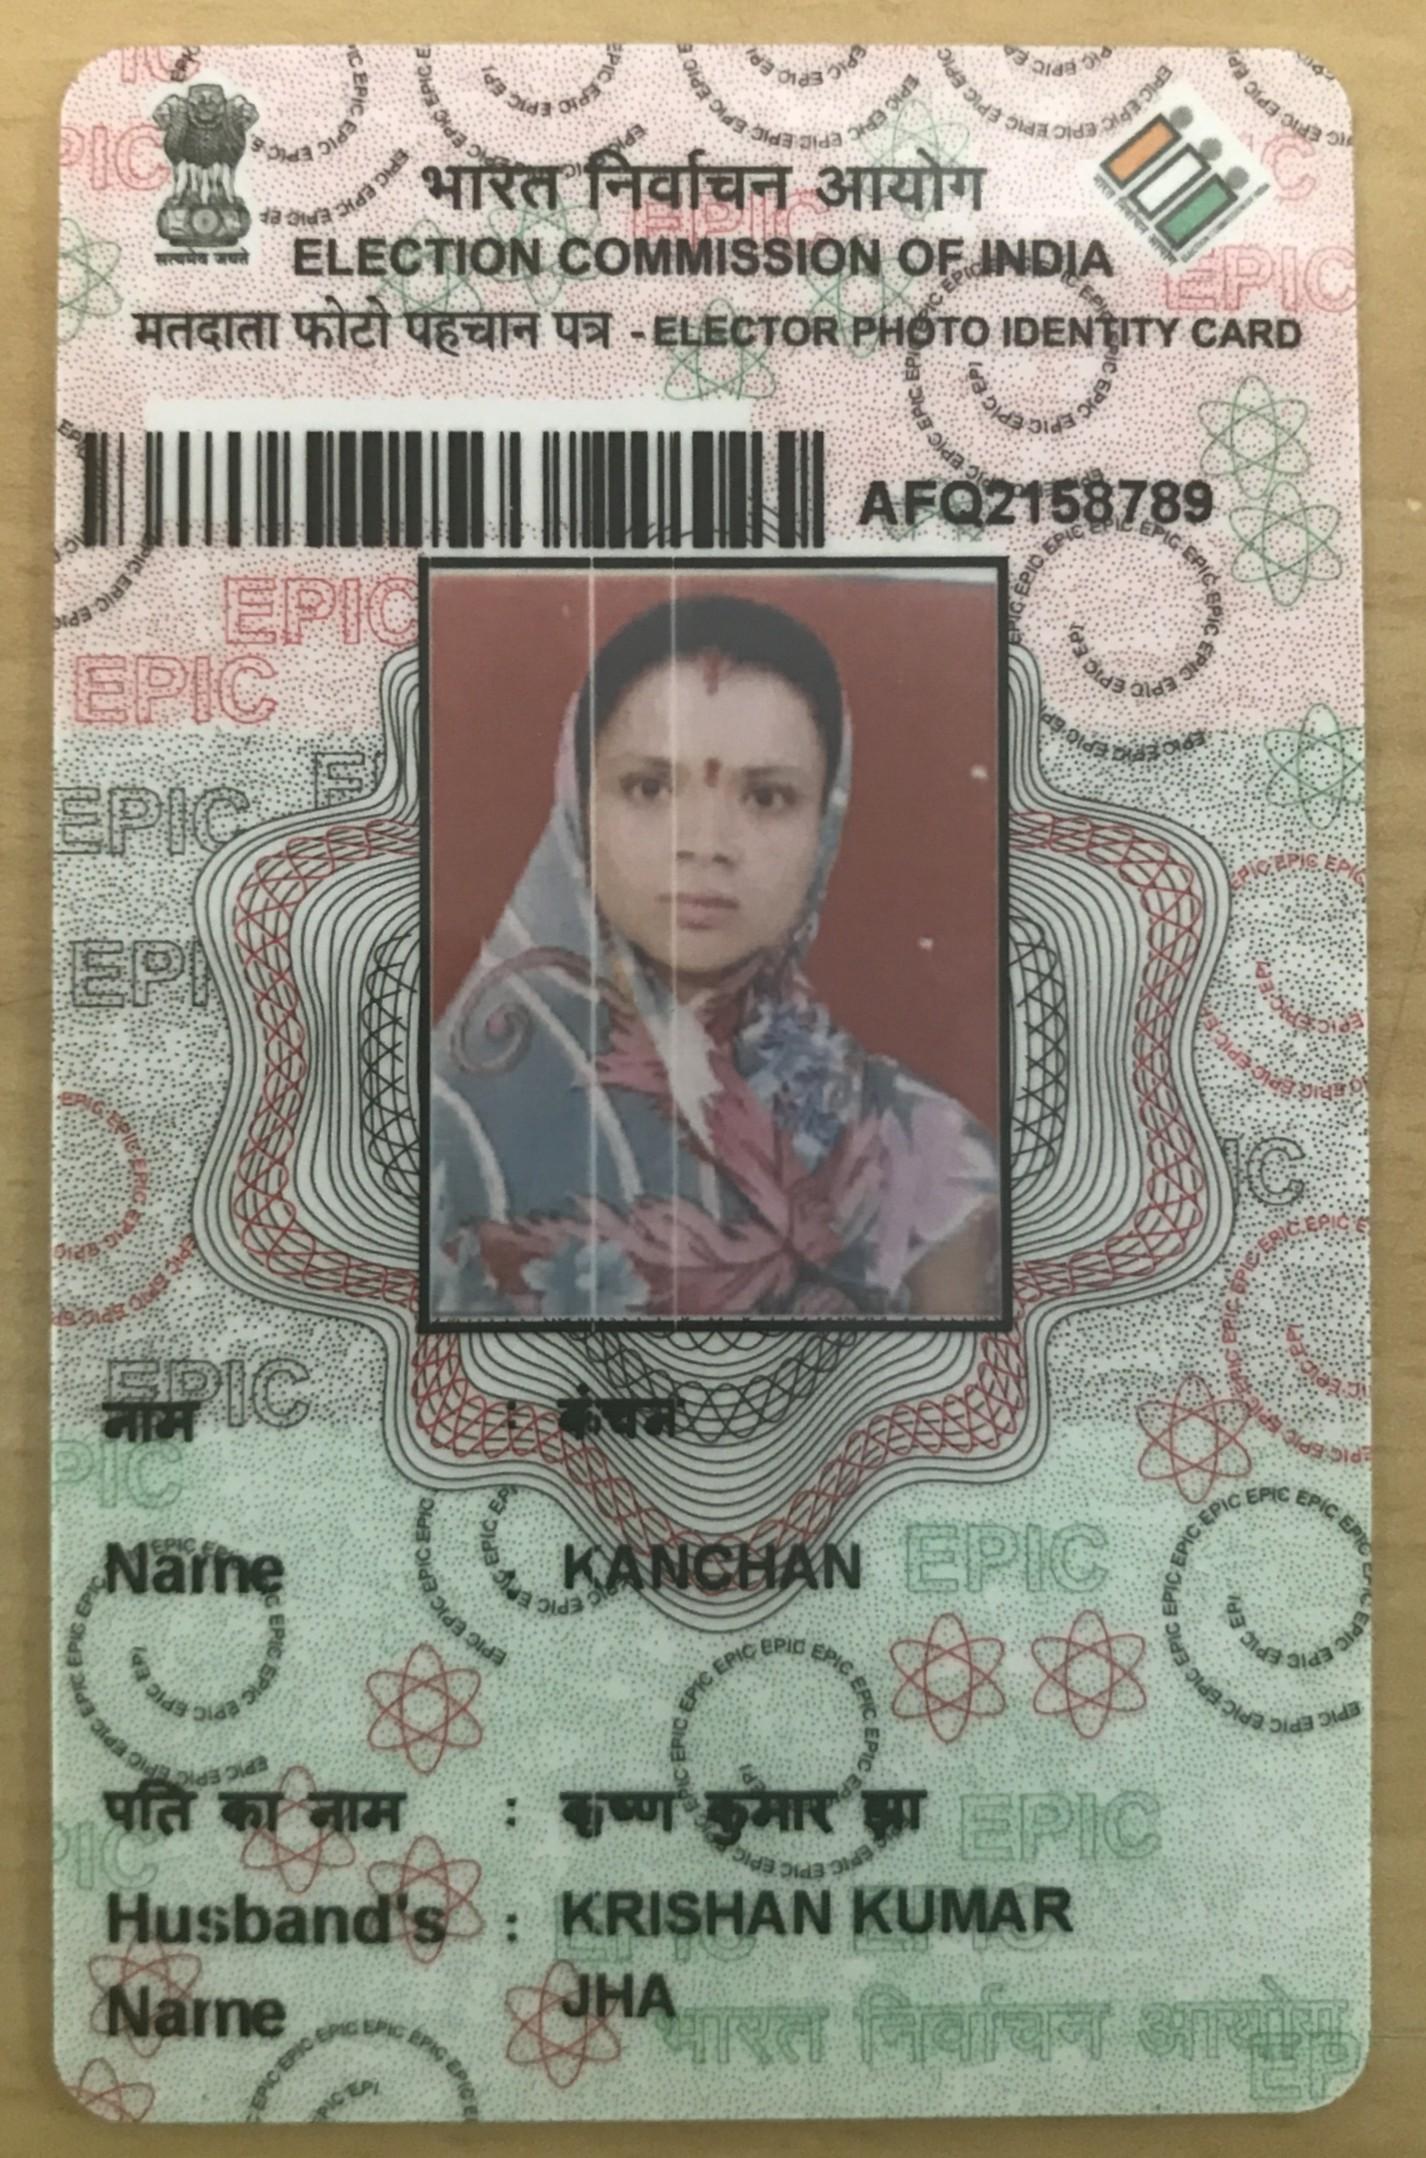 सत्यमेव जयते
भारत निर्वाचन आयोग
ELECTION COMMISSION OF INDIA
मतदाता फोटो पहचान पत्र - ELECTOR PHOTO IDENTITY CARD
AFQ2158789
नाम : कंचन
Name KANCHAN
पति का नाम : कृष्ण कुमार झा
Husband's : KRISHAN KUMAR
Name JHA
भारत निर्वाचन आयोग